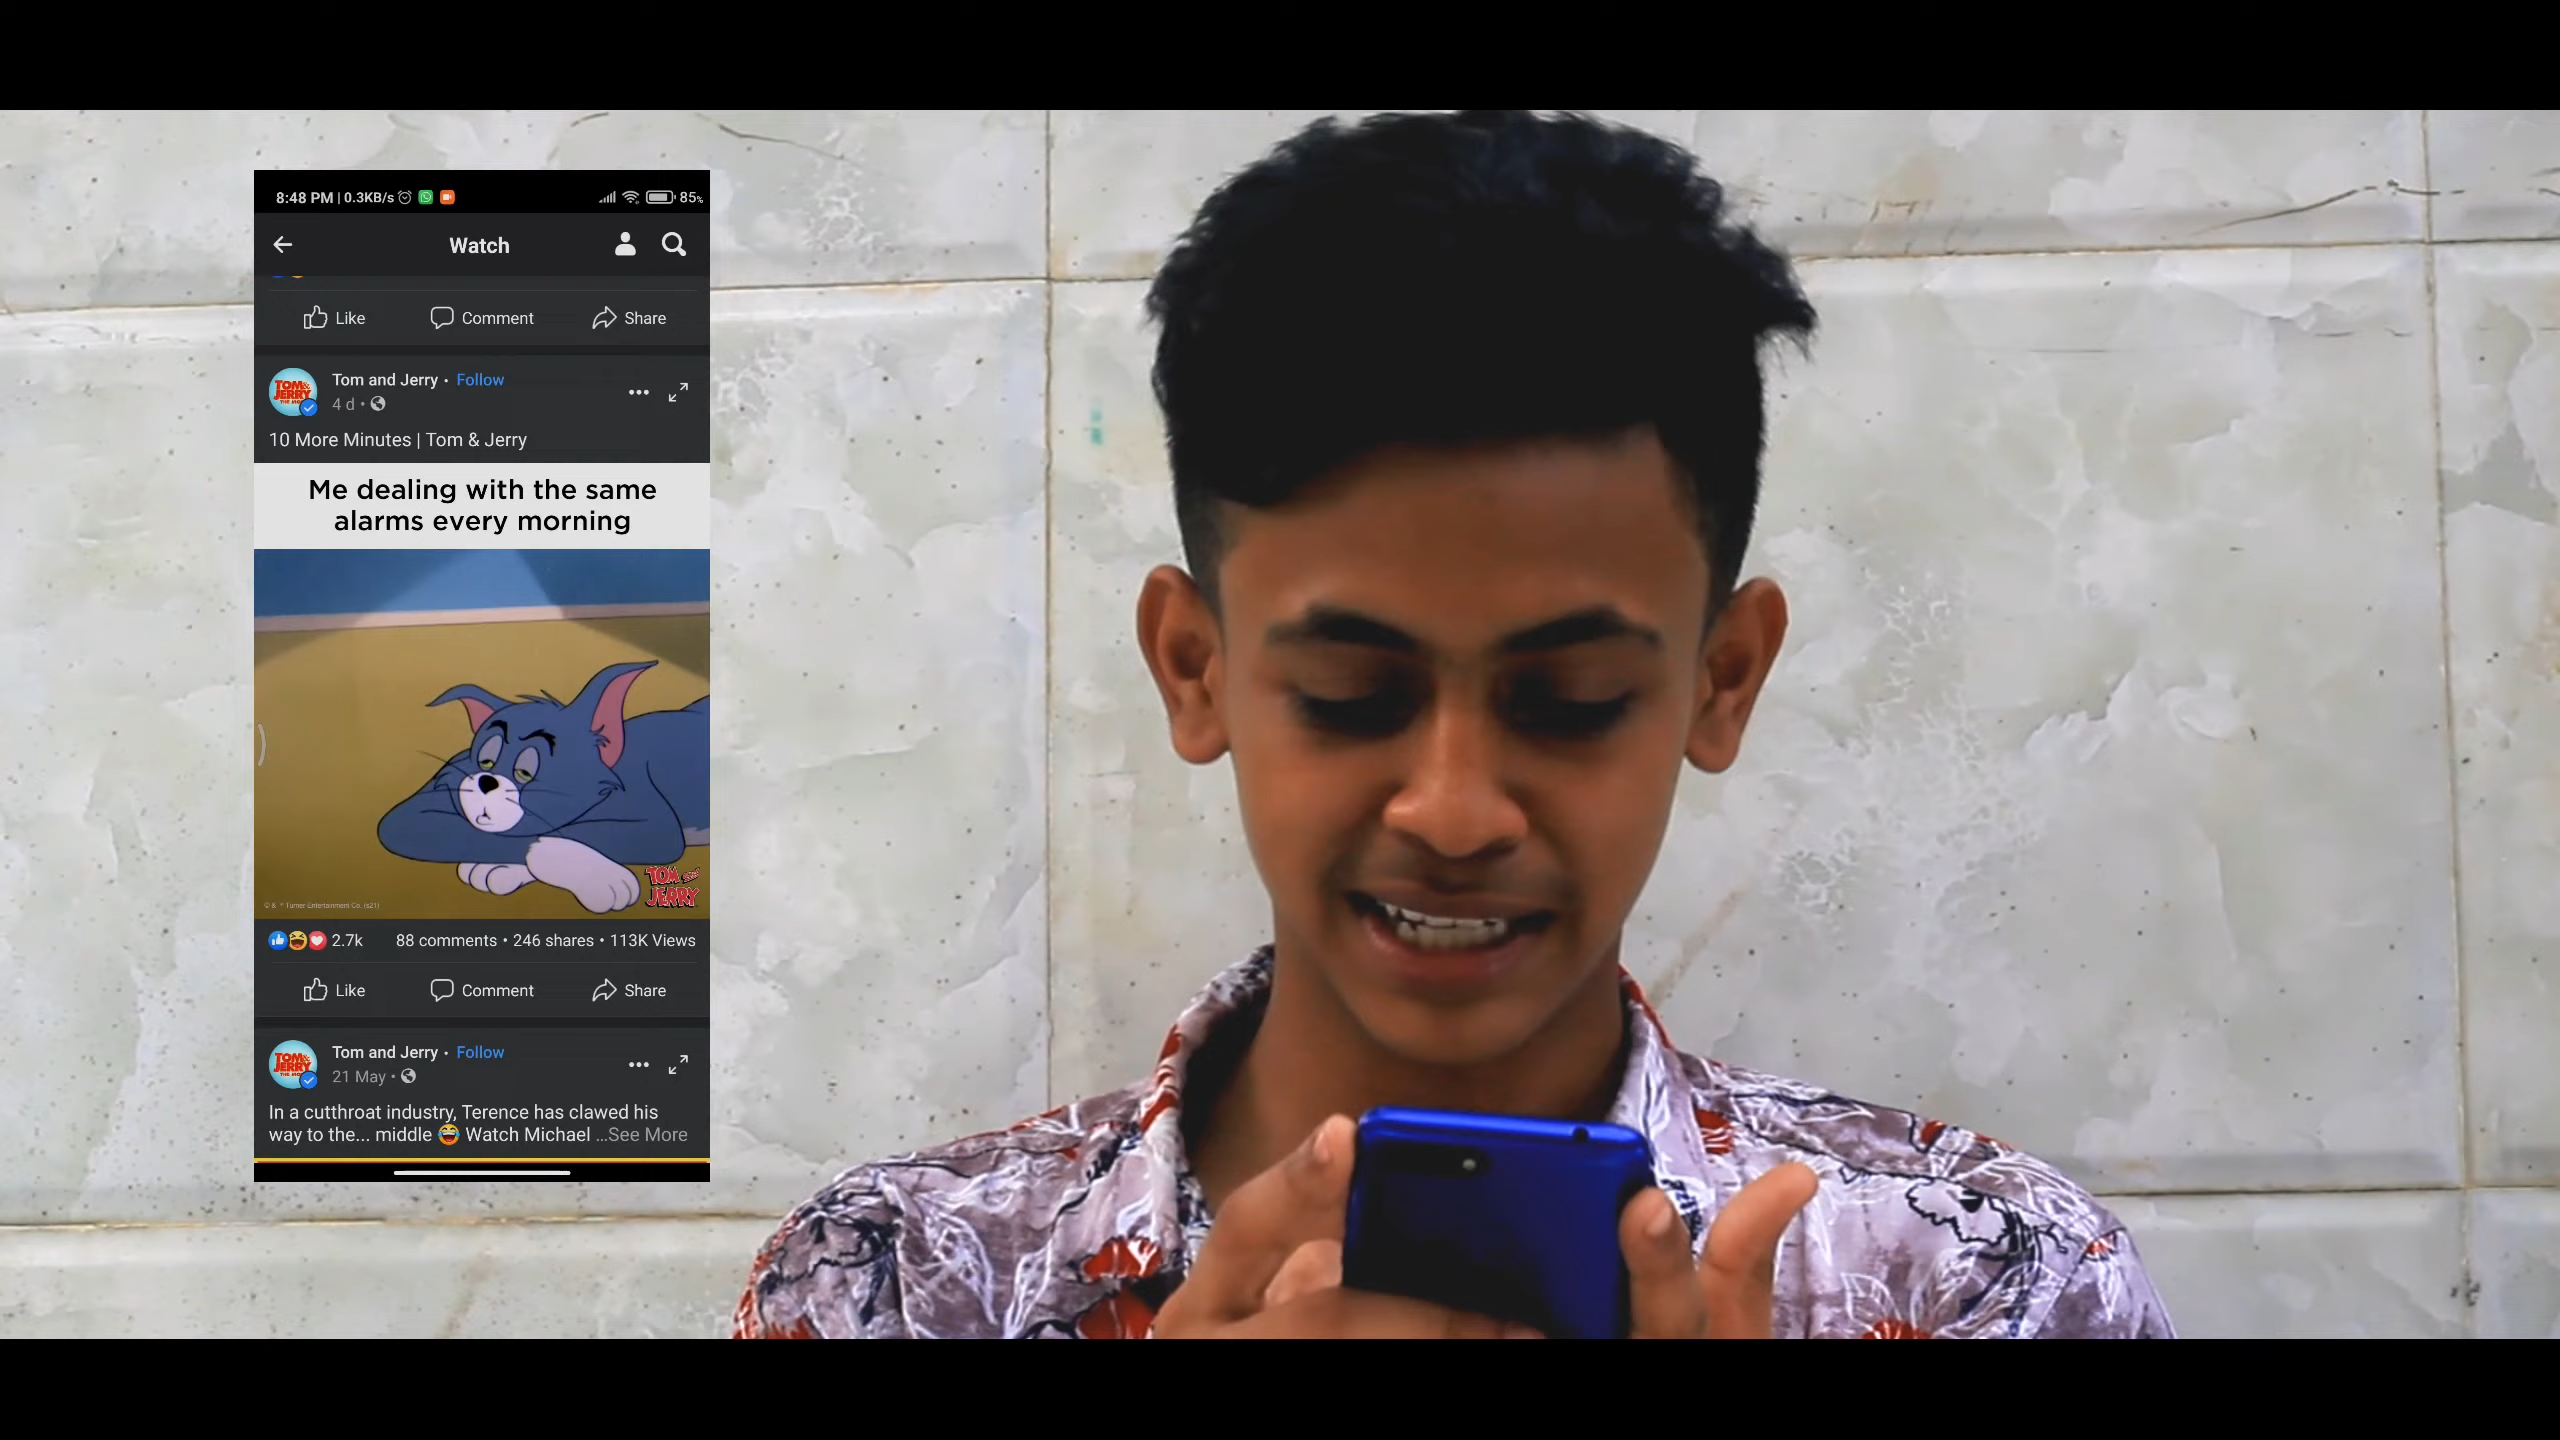 8:48 PM | 0.3KB/s
85%
Watch
Like Comment Share
Tom and Jerry • Follow
4 d •
10 More Minutes | Tom & Jerry
Me dealing with the same
alarms every morning
TOM and
JERRY
2.7k 88 comments • 246 shares • 113K Views
Like Comment Share
TOM&
JERRY
Tom and Jerry • Follow
21 May •
In a cutthroat industry, Terence has clawed his
way to the... middle 😂 Watch Michael ...See More